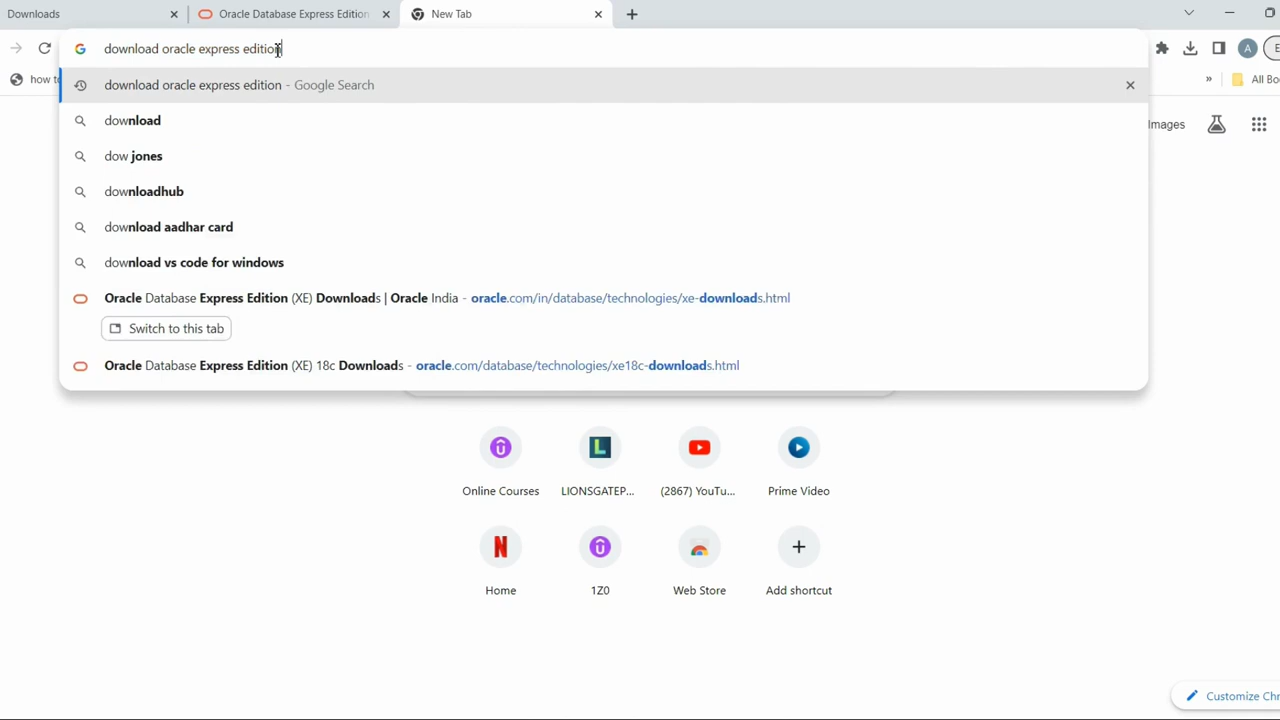 Downloads
Oracle Database Express Edition
New Tab
download oracle express edition
A
how to
download oracle express edition - Google Search
» All Boo
download
Images
dow jones
downloadhub
download aadhar card
download vs code for windows
Oracle Database Express Edition (XE) Downloads | Oracle India - oracle.com/in/database/technologies/xe-downloads.html
Switch to this tab
Oracle Database Express Edition (XE) 18c Downloads - oracle.com/database/technologies/xe18c-downloads.html
Online Courses
LIONSGATEP...
(2867) YouTu...
Prime Video
Home
1Z0
Web Store
Add shortcut
Customize Chr